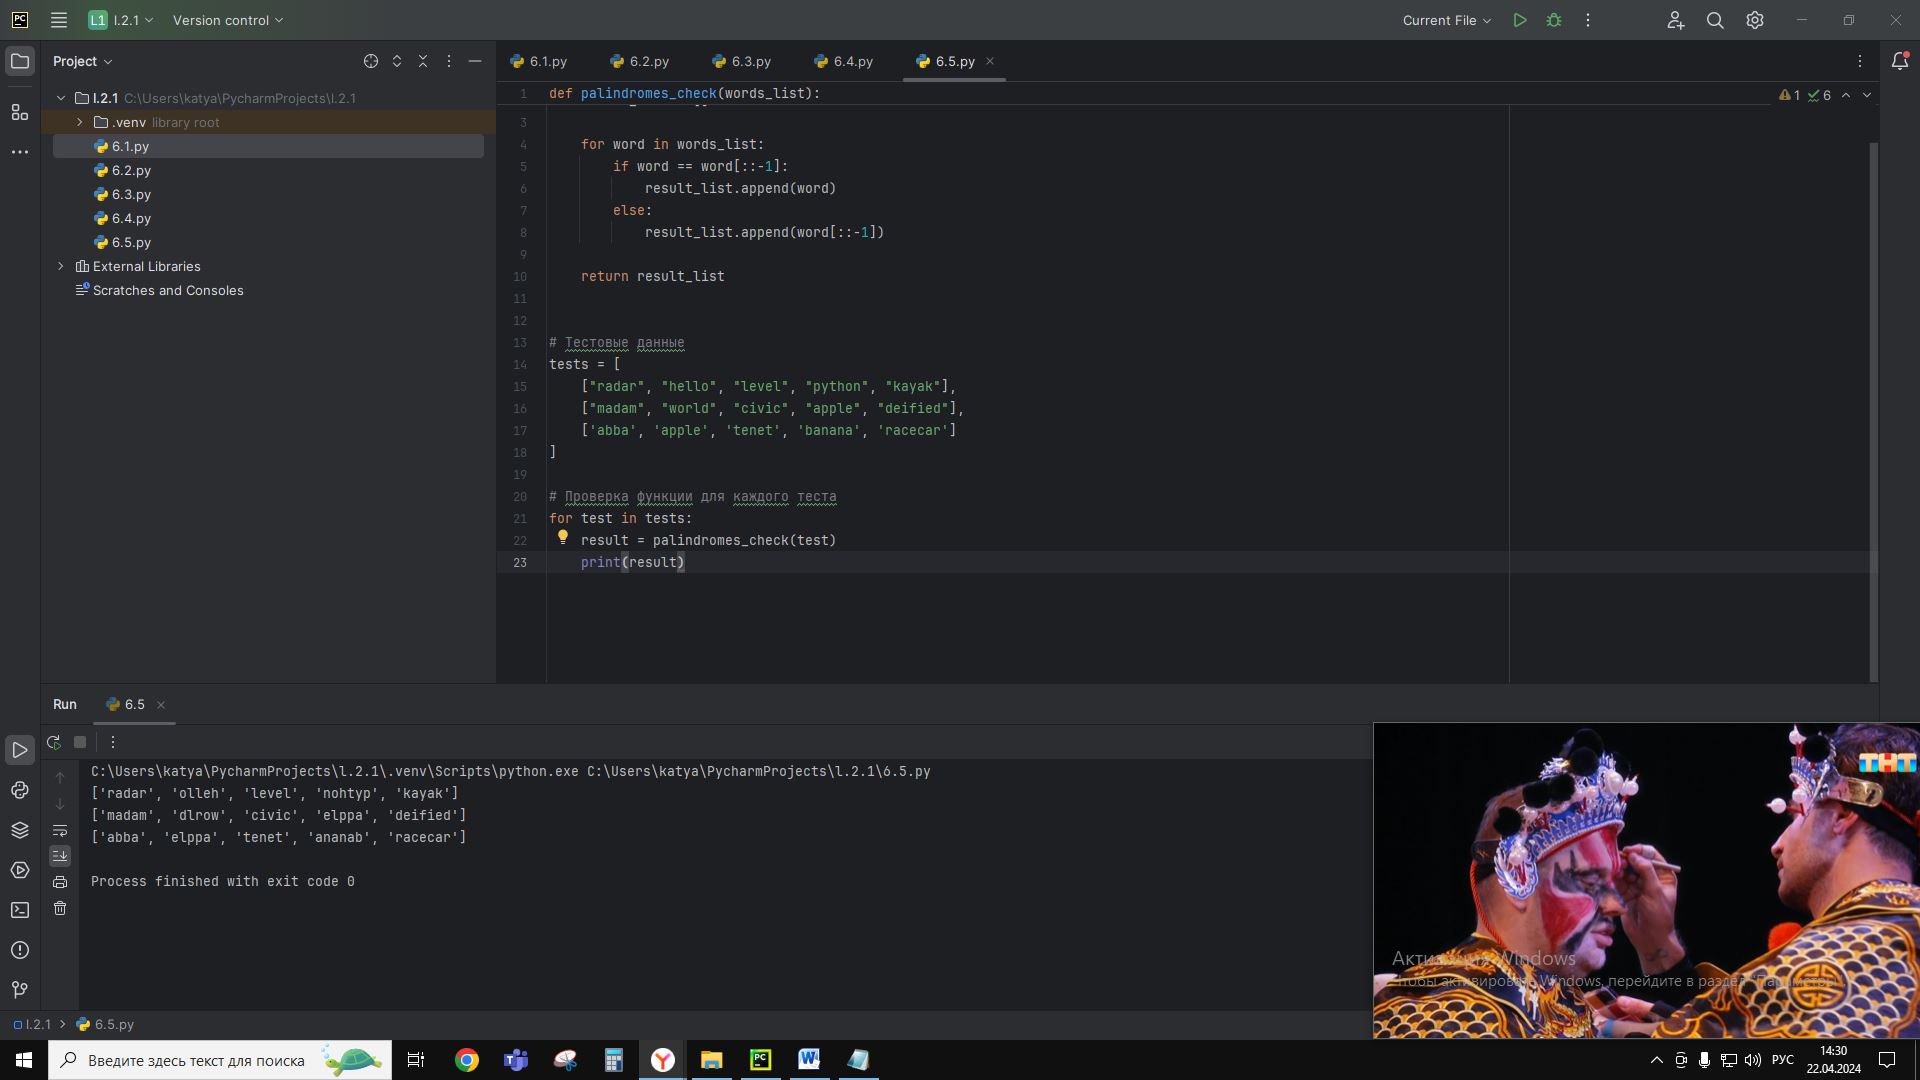 PC
L1 l.2.1
Version control
Current File
Project
6.1.py
6.2.py
6.3.py
6.4.py
6.5.py
l.2.1 C:\Users\katya\PycharmProjects\l.2.1
.venv library root
6.1.py
6.2.py
6.3.py
6.4.py
6.5.py
External Libraries
Scratches and Consoles
1 def palindromes_check(words_list):
1 6
3
4 for word in words_list:
5 if word == word[::-1]:
6 result_list.append(word)
7 else:
8 result_list.append(word[::-1])
9
10 return result_list
11
12
13 # Тестовые данные
14 tests = [
15 ["radar", "hello", "level", "python", "kayak"],
16 ["madam", "world", "civic", "apple", "deified"],
17 ['abba', 'apple', 'tenet', 'banana', 'racecar']
18 ]
19
20 # Проверка функции для каждого теста
21 for test in tests:
22 result = palindromes_check(test)
23 print(result)
Run 6.5
C:\Users\katya\PycharmProjects\l.2.1\.venv\Scripts\python.exe C:\Users\katya\PycharmProjects\l.2.1\6.5.py
['radar', 'olleh', 'level', 'nohtyp', 'kayak']
['madam', 'dlrow', 'civic', 'elppa', 'deified']
['abba', 'elppa', 'tenet', 'ananab', 'racecar']
Process finished with exit code 0
ТНТ
Активация Windows
Чтобы активировать Windows, перейдите в раздел "Параметры".
l.2.1 6.5.py
Введите здесь текст для поиска
РУС
14:30
22.04.2024